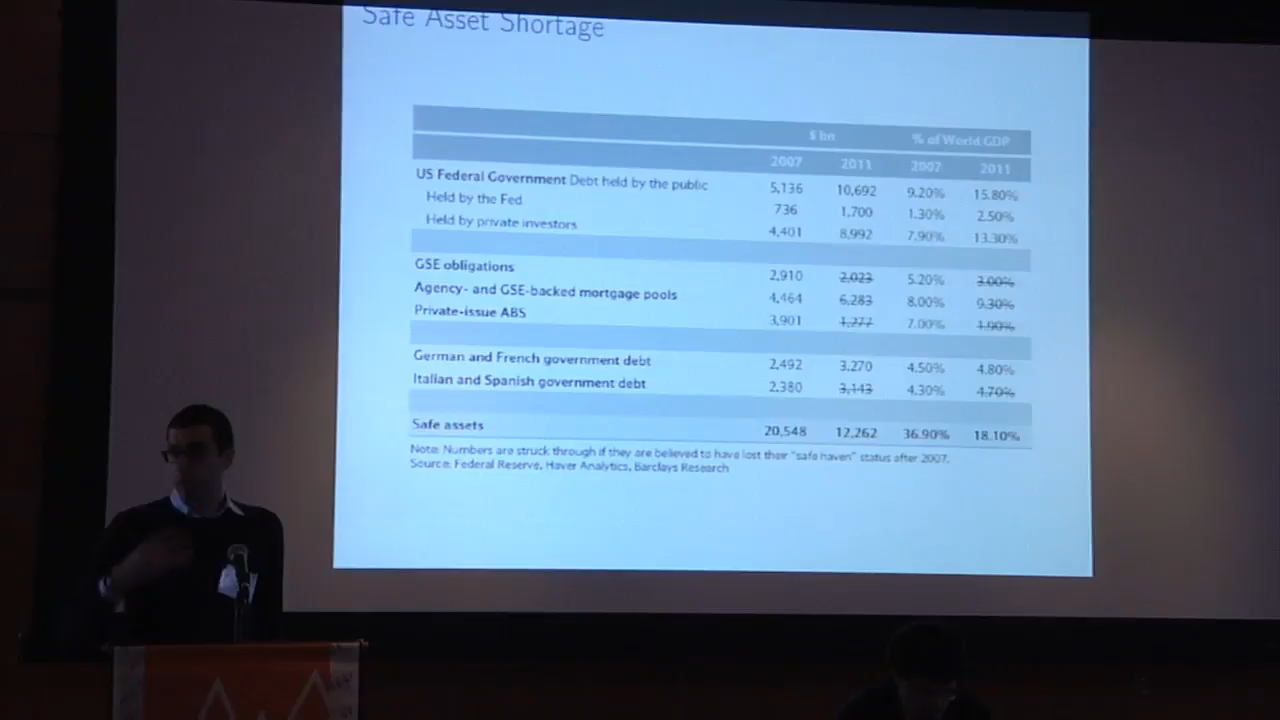 Safe Asset Shortage
$ bn % of World GDP
2007 2011 2007 2011
US Federal Government Debt held by the public 5,136 10,692 9.20% 15.80%
Held by the Fed 736 1,700 1.30% 2.50%
Held by private investors 4,401 8,992 7.90% 13.30%
GSE obligations 2,910 2,023 5.20% 3.00%
Agency- and GSE-backed mortgage pools 4,464 6,283 8.00% 9.30%
Private-issue ABS 3,901 1,277 7.00% 1.90%
German and French government debt 2,492 3,270 4.50% 4.80%
Italian and Spanish government debt 2,380 3,143 4.30% 4.70%
Safe assets 20,548 12,262 36.90% 18.10%
Note: Numbers are struck through if they are believed to have lost their "safe haven" status after 2007.
Source: Federal Reserve, Haver Analytics, Barclays Research